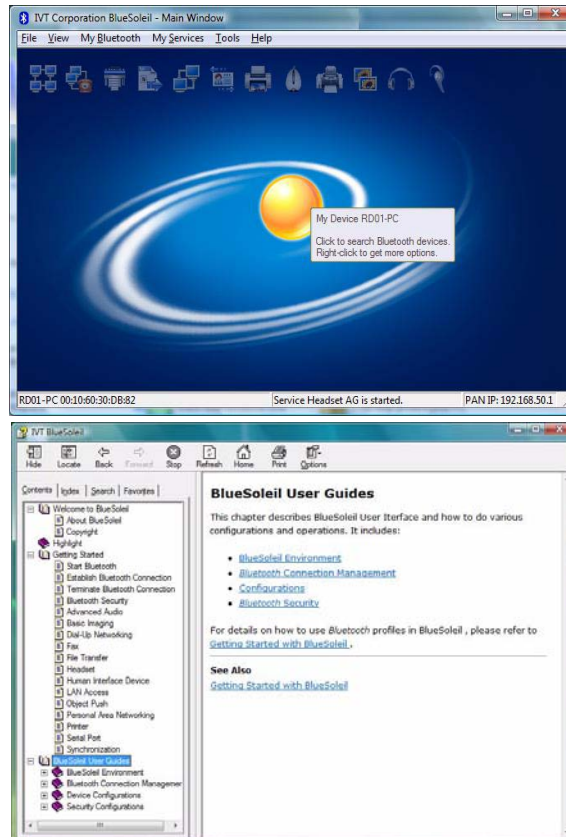 IVT Corporation BlueSoleil - Main Window
File View My Bluetooth My Services Tools Help
My Device RD01-PC
Click to search Bluetooth devices.
Right-click to get more options.
RD01-PC 00:10:60:30:DB:82 Service Headset AG is started. PAN IP: 192.168.50.1
IVT BlueSoleil
Hide Locate Back Forward Stop Refresh Home Print Options
Contents Index Search Favorites
Welcome to BlueSoleil
About BlueSoleil
Copyright
Highlight
Getting Started
Start Bluetooth
Establish Bluetooth Connection
Terminate Bluetooth Connection
Bluetooth Security
Advanced Audio
Basic Imaging
Dial-Up Networking
Fax
File Transfer
Headset
Human Interface Device
LAN Access
Object Push
Personal Area Networking
Printer
Serial Port
Synchronization
BlueSoleil User Guides
BlueSoleil Environment
Bluetooth Connection Managemer
Device Configurations
Security Configurations
BlueSoleil User Guides
This chapter describes BlueSoleil User Iterface and how to do various
configurations and operations. It includes:
BlueSoleil Environment
Bluetooth Connection Management
Configurations
Bluetooth Security
For details on how to use Bluetooth profiles in BlueSoleil , please refer to
Getting Started with BlueSoleil .
See Also
Getting Started with BlueSoleil